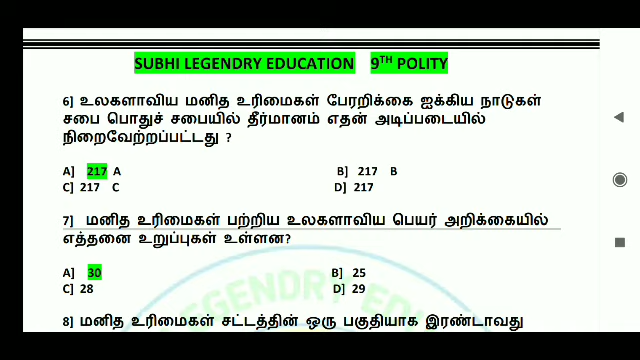 SUBHI LEGENDRY EDUCATION 9TH POLITY
6] உலகளாவிய மனித உரிமைகள் பேரறிக்கை ஐக்கிய நாடுகள்
சபை பொதுச் சபையில் தீர்மானம் எதன் அடிப்படையில்
நிறைவேற்றப்பட்டது ?
A] 217 A B] 217 B
C] 217 C D] 217
7] மனித உரிமைகள் பற்றிய உலகளாவிய பெயர் அறிக்கையில்
எத்தனை உறுப்புகள் உள்ளன?
A] 30 B] 25
C] 28 D] 29
LEGENDRY EDU
8] மனித உரிமைகள் சட்டத்தின் ஒரு பகுதியாக இரண்டாவது